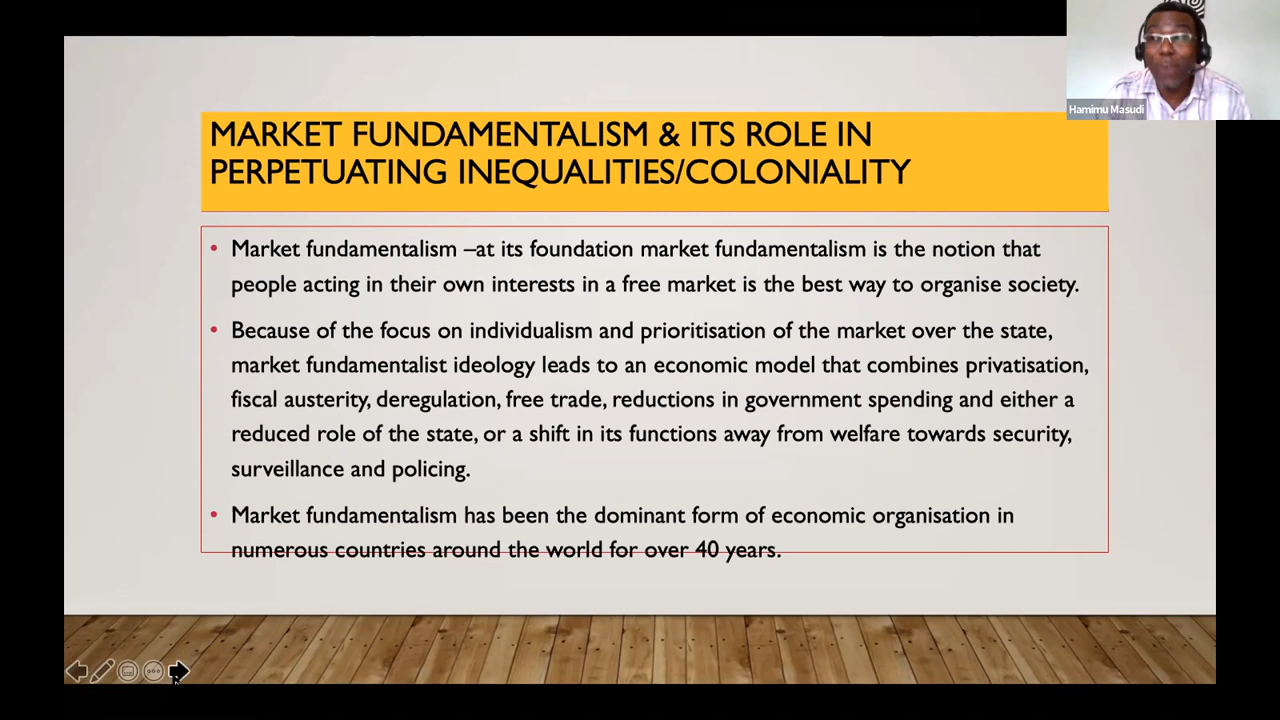 Hamimu Masudi
MARKET FUNDAMENTALISM & ITS ROLE IN
PERPETUATING INEQUALITIES/COLONIALITY
• Market fundamentalism –at its foundation market fundamentalism is the notion that
people acting in their own interests in a free market is the best way to organise society.
• Because of the focus on individualism and prioritisation of the market over the state,
market fundamentalist ideology leads to an economic model that combines privatisation,
fiscal austerity, deregulation, free trade, reductions in government spending and either a
reduced role of the state, or a shift in its functions away from welfare towards security,
surveillance and policing.
• Market fundamentalism has been the dominant form of economic organisation in
numerous countries around the world for over 40 years.